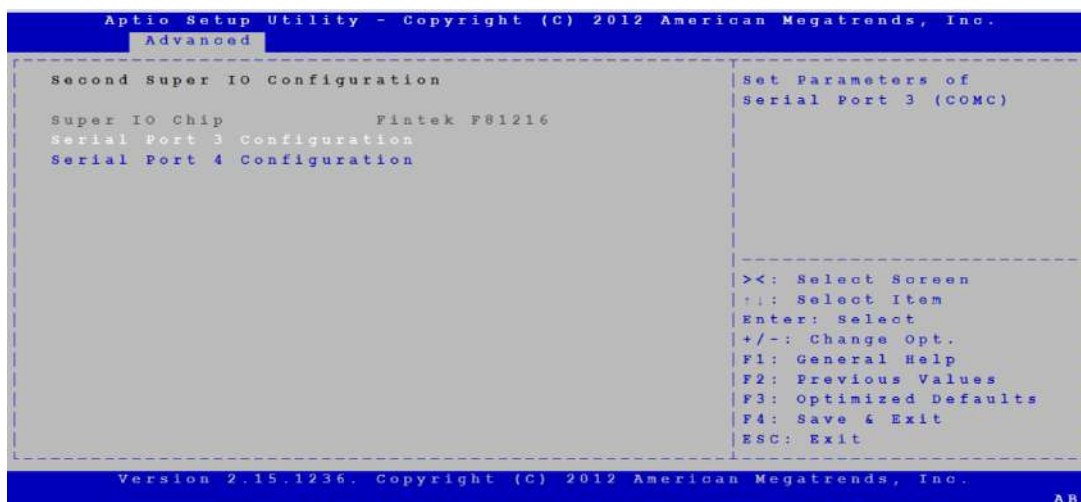 Aptio Setup Utility - Copyright (C) 2012 American Megatrends, Inc.
Advanced
Second Super IO Configuration
Super IO Chip Fintek F81216
Serial Port 3 Configuration
Serial Port 4 Configuration
Set Parameters of
Serial Port 3 (COMC)
><: Select Screen
↑↓: Select Item
Enter: Select
+/-: Change Opt.
F1: General Help
F2: Previous Values
F3: Optimized Defaults
F4: Save & Exit
ESC: Exit
Version 2.15.1236. Copyright (C) 2012 American Megatrends, Inc.
AB